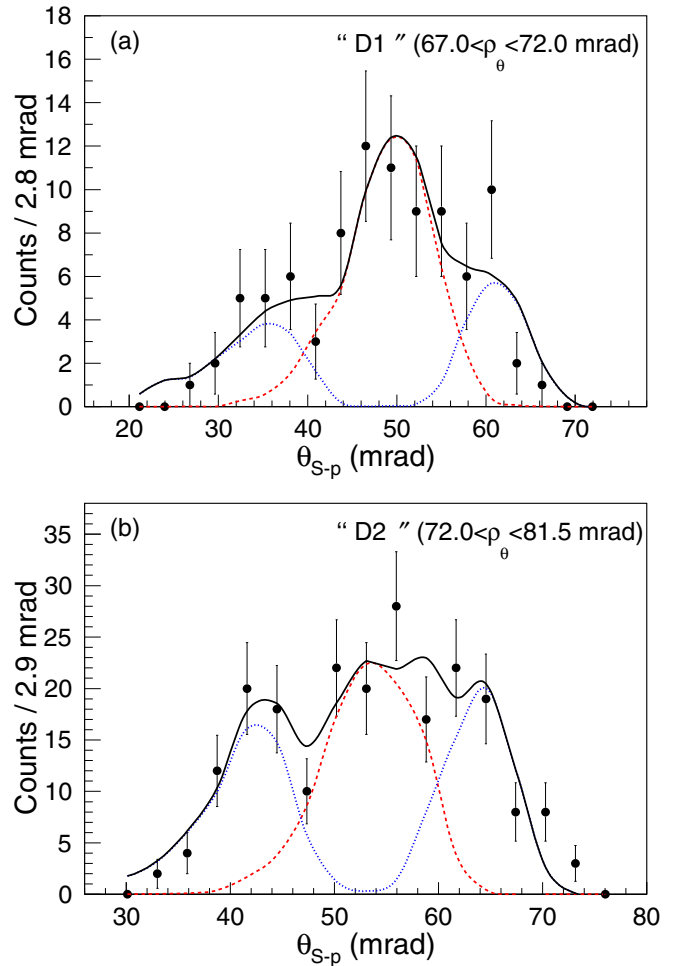 (a)
“ D1 ” (67.0<ρθ<72.0 mrad)
Counts / 2.8 mrad
18
16
14
12
10
8
6
4
2
0
20 30 40 50 60 70
θS-p (mrad)
(b)
“ D2 ” (72.0<ρθ<81.5 mrad)
Counts / 2.9 mrad
35
30
25
20
15
10
5
0
30 40 50 60 70 80
θS-p (mrad)